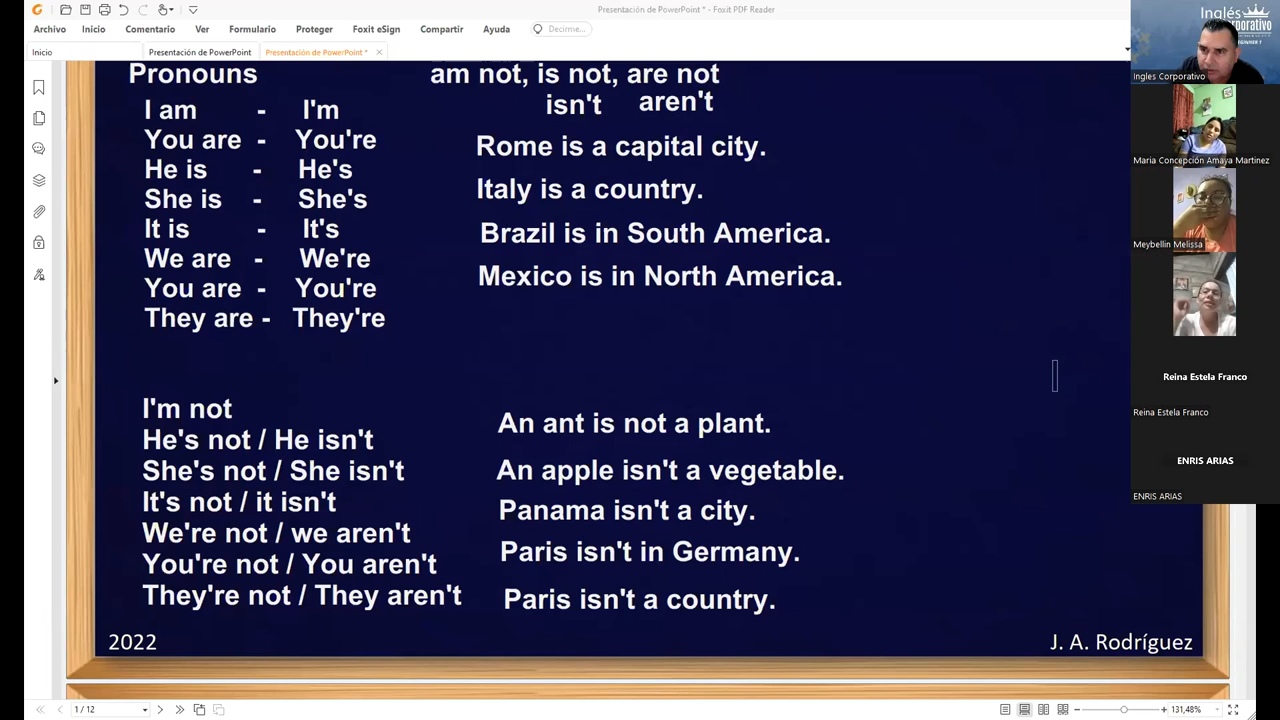 Presentación de PowerPoint * - Foxit PDF Reader
Archivo Inicio Comentario Ver Formulario Proteger Foxit eSign Compartir Ayuda Decirme...
Inicio Presentación de PowerPoint Presentación de PowerPoint *
Pronouns am not, is not, are not
isn't aren't
I am - I'm
You are - You're
He is - He's
She is - She's
It is - It's
We are - We're
You are - You're
They are - They're
Rome is a capital city.
Italy is a country.
Brazil is in South America.
Mexico is in North America.
I'm not
He's not / He isn't
She's not / She isn't
It's not / it isn't
We're not / we aren't
You're not / You aren't
They're not / They aren't
An ant is not a plant.
An apple isn't a vegetable.
Panama isn't a city.
Paris isn't in Germany.
Paris isn't a country.
2022 J. A. Rodríguez
Inglés
Corporativo
BEGINNER 1
Ingles Corporativo
Maria Concepción Amaya Martinez
Meybellin Melissa
Reina Estela Franco
Reina Estela Franco
ENRIS ARIAS
ENRIS ARIAS
1 / 12 131,48%